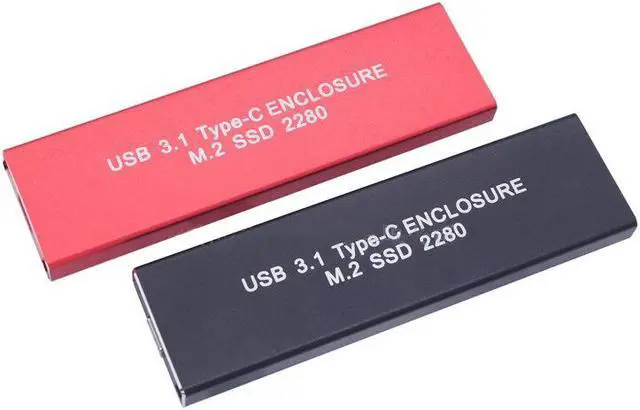 USB 3.1 Type-C ENCLOSURE
M.2 SSD 2280
USB 3.1 Type-C ENCLOSURE
M.2 SSD 2280